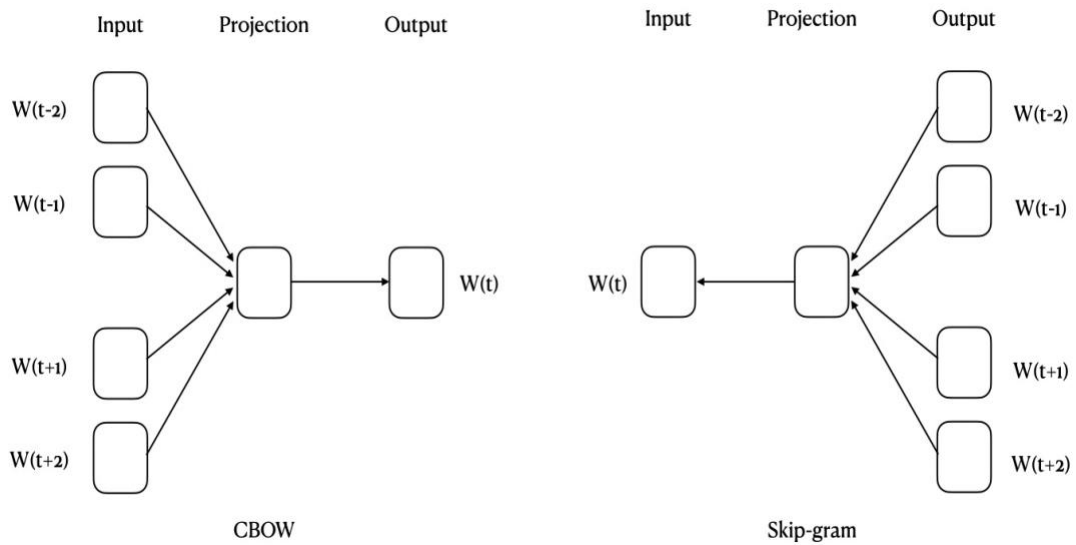 Input Projection Output
W(t-2)
W(t-1)
W(t)
W(t+1)
W(t+2)
CBOW
Input Projection Output
W(t-2)
W(t-1)
W(t)
W(t+1)
W(t+2)
Skip-gram